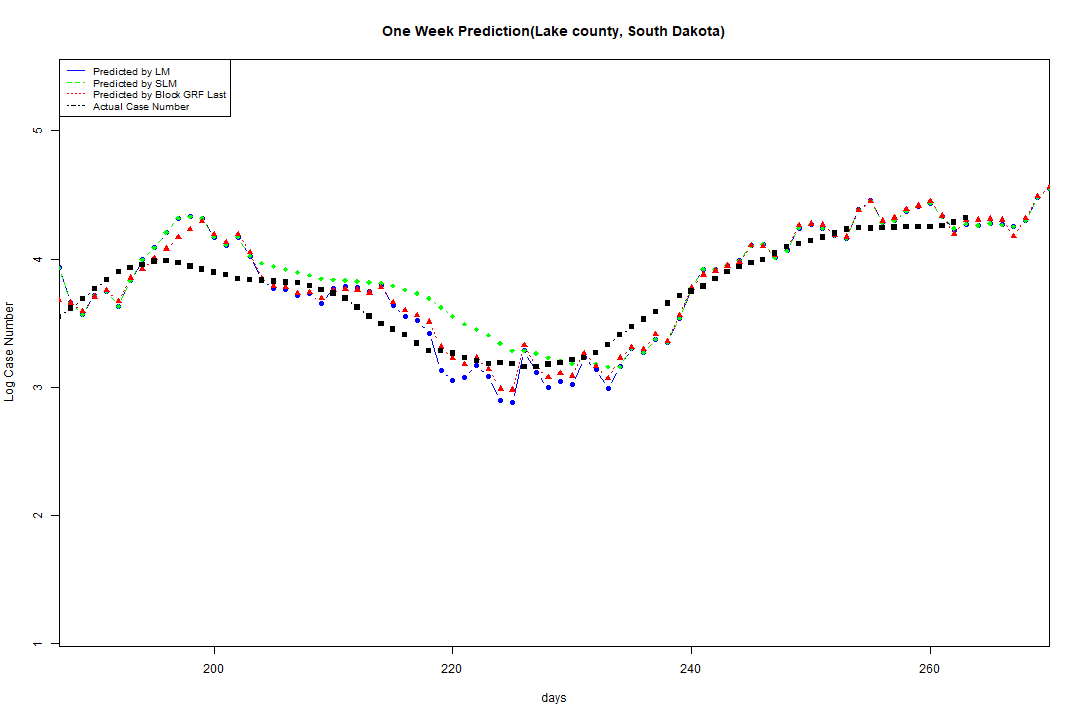 One Week Prediction(Lake county, South Dakota)
Predicted by LM
Predicted by SLM
Predicted by Block GRF Last
Actual Case Number
5
4
3
2
1
Log Case Number
200 220 240 260
days